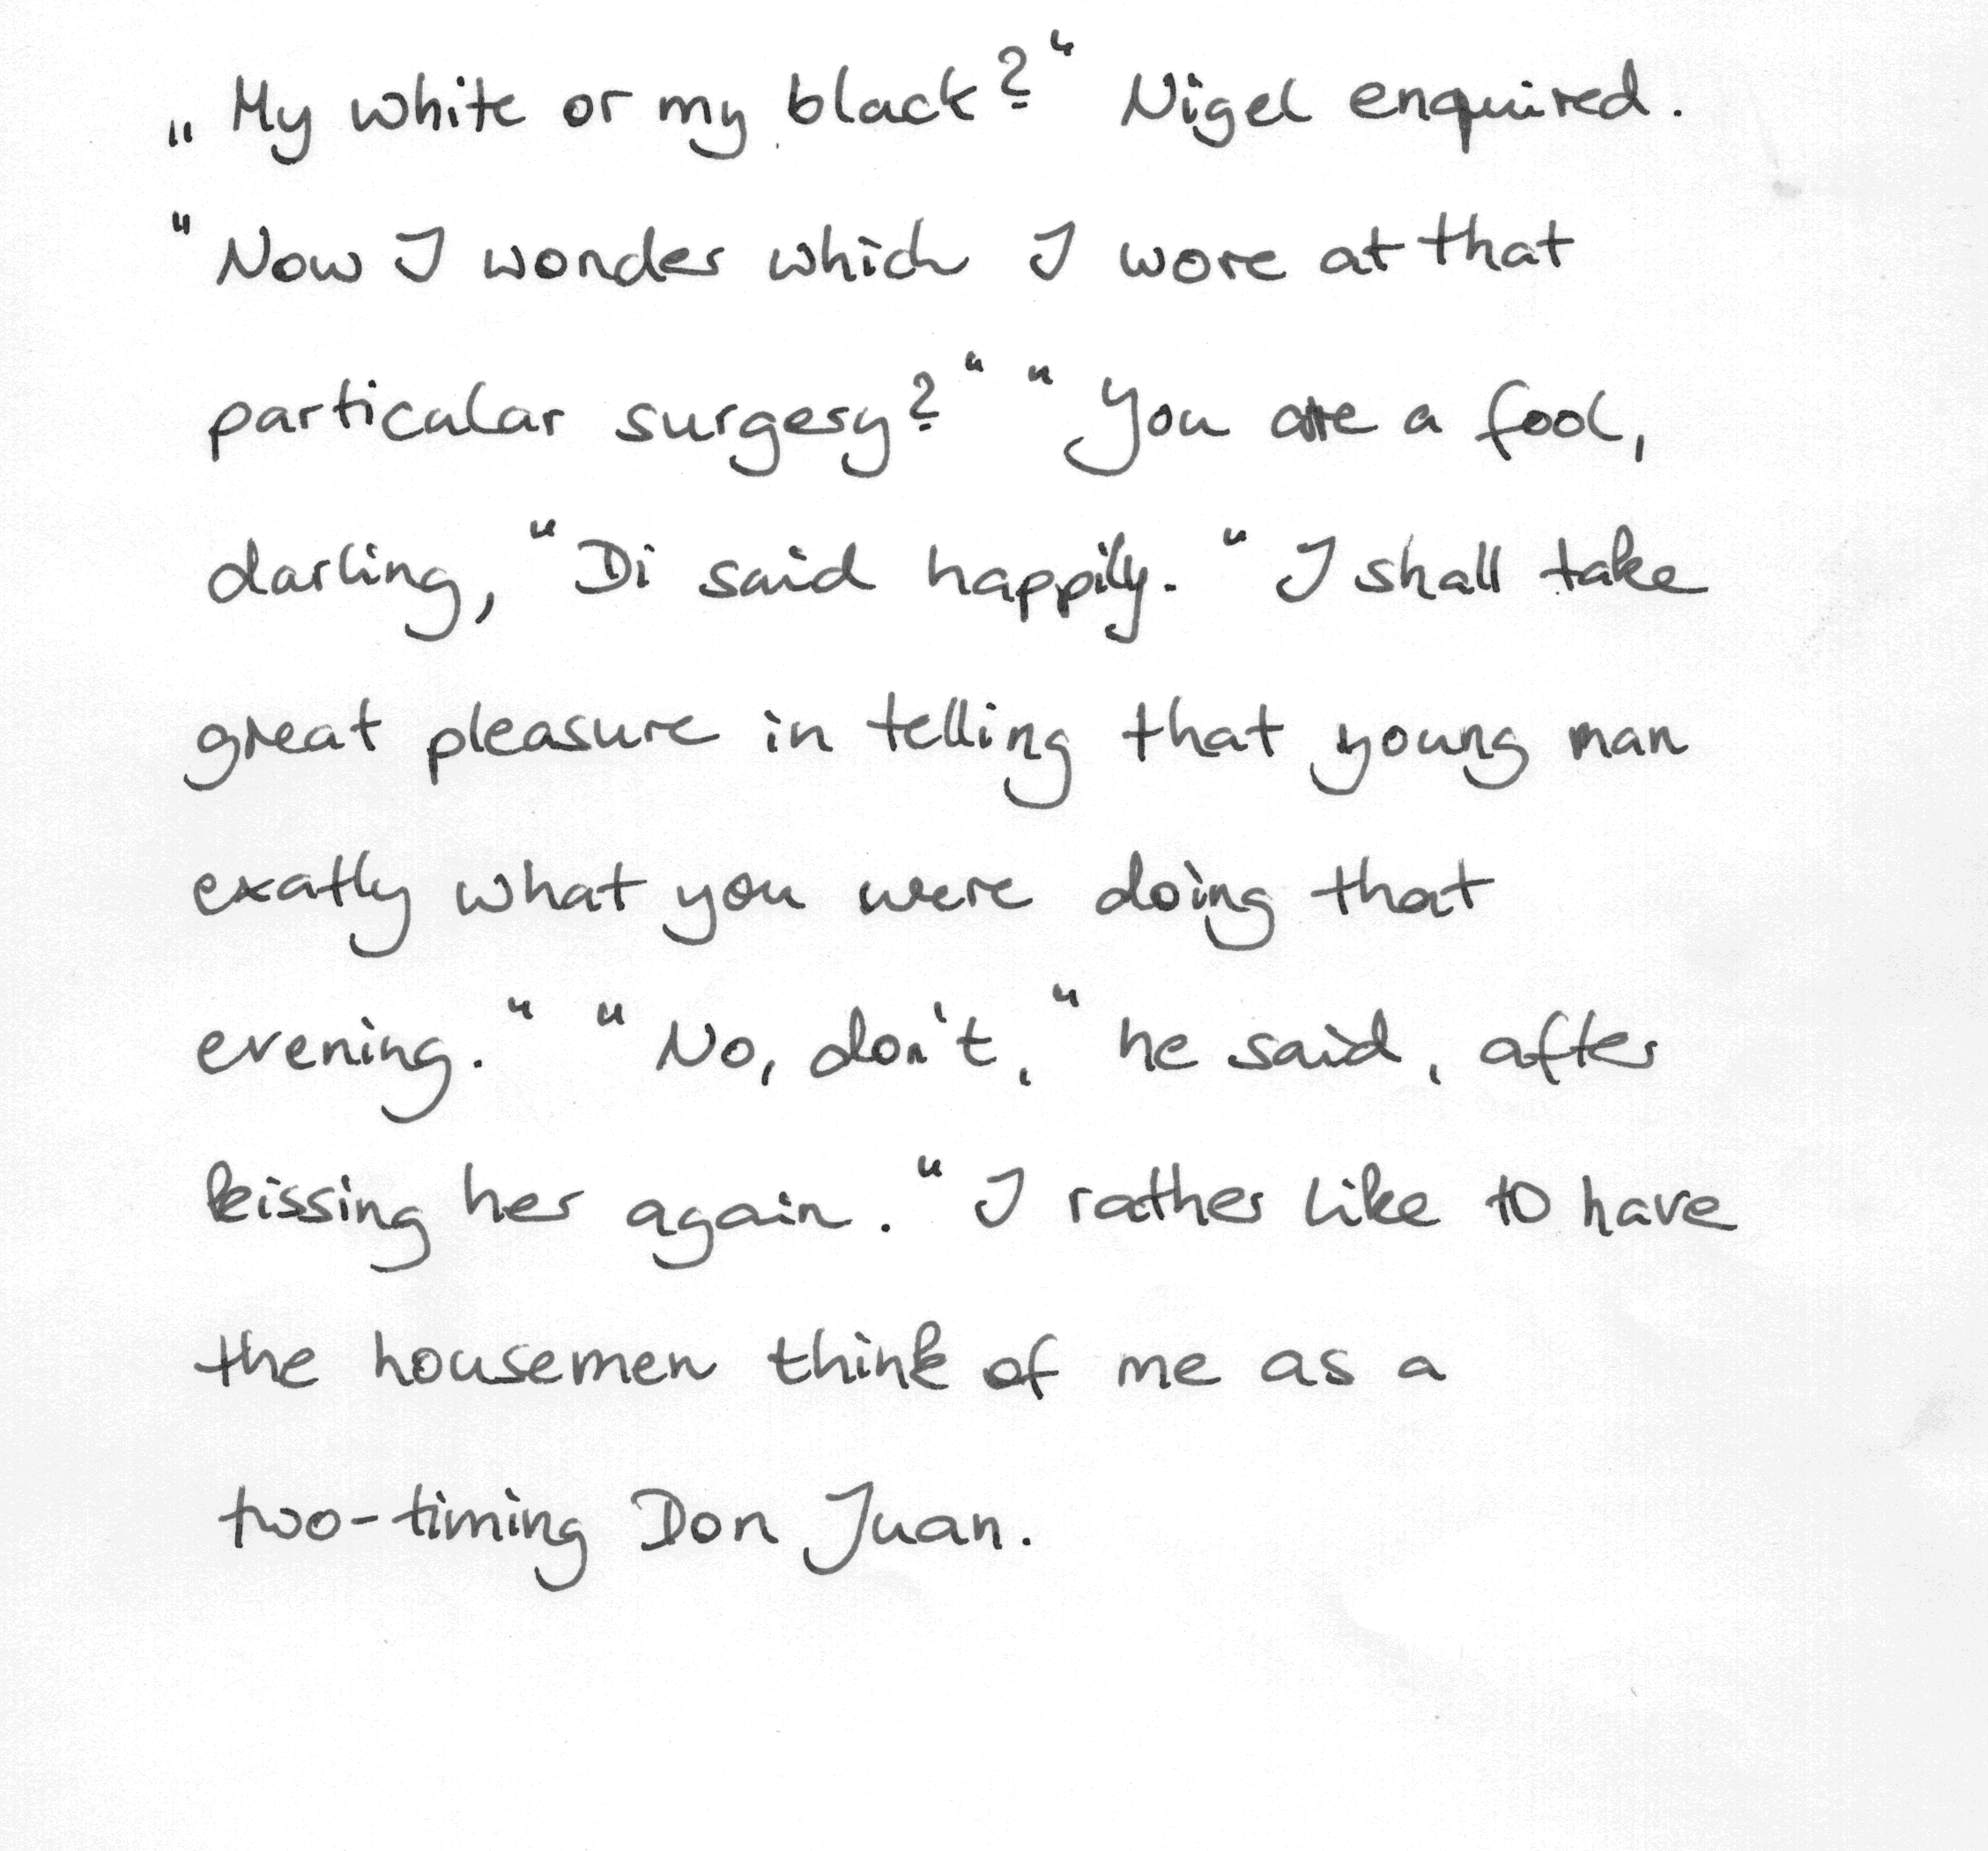 „My white or my black?" Nigel enquired.
"Now I wonder which I wore at that
particular surgery?" "You are a fool,
darling," Di said happily. "I shall take
great pleasure in telling that young man
exatly what you were doing that
evening." "No, don't," he said, after
kissing her again. "I rather like to have
the housemen think of me as a
two-timing Don Juan.